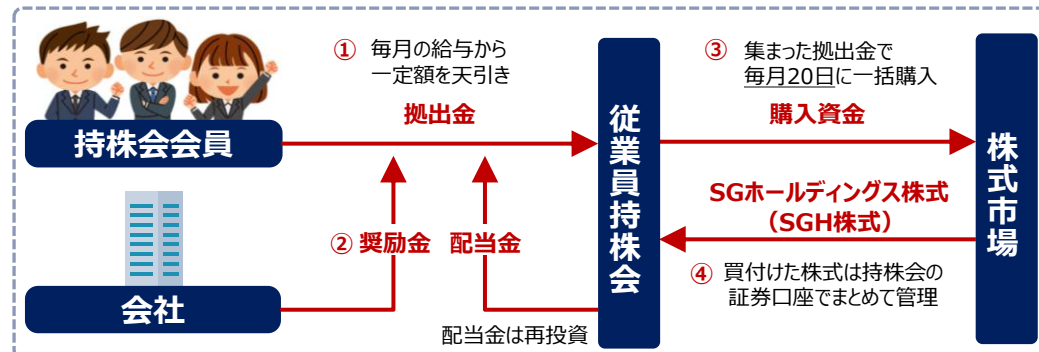 ① 毎月の給与から
一定額を天引き
拠出金
持株会会員
② 奨励金
配当金
会社
配当金は再投資
従業員持株会
③ 集まった拠出金で
毎月20日に一括購入
購入資金
SGホールディングス株式
（SGH株式）
④ 買付けた株式は持株会の
証券口座でまとめて管理
株式市場